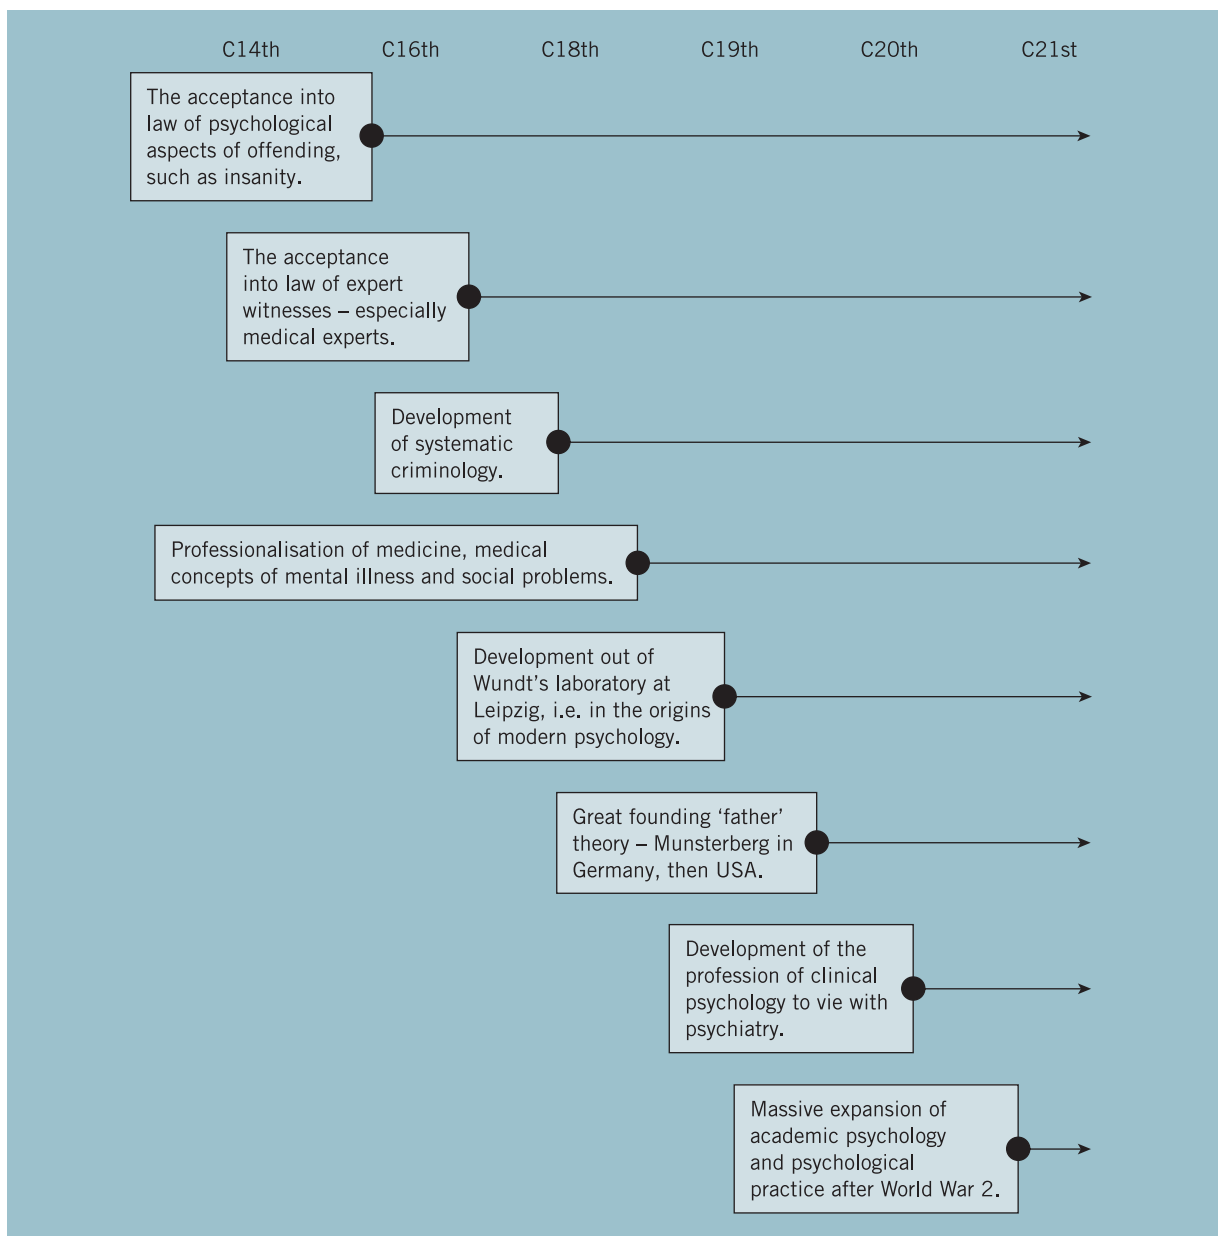 C14th C16th C18th C19th C20th C21st
The acceptance into
law of psychological
aspects of offending,
such as insanity.
The acceptance
into law of expert
witnesses – especially
medical experts.
Development
of systematic
criminology.
Professionalisation of medicine, medical
concepts of mental illness and social problems.
Development out of
Wundt’s laboratory at
Leipzig, i.e. in the origins
of modern psychology.
Great founding ‘father’
theory – Munsterberg in
Germany, then USA.
Development of the
profession of clinical
psychology to vie with
psychiatry.
Massive expansion of
academic psychology
and psychological
practice after World War 2.